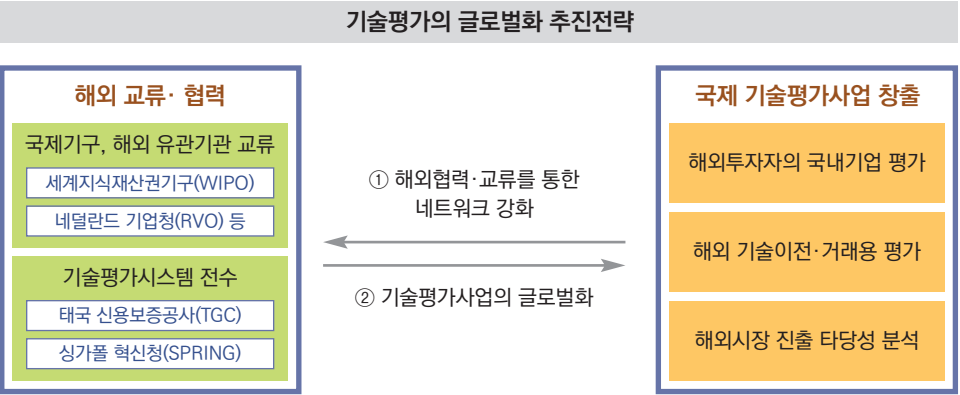 기술평가의 글로벌화 추진전략
해외 교류· 협력
국제기구, 해외 유관기관 교류
세계지식재산권기구(WIPO)
네덜란드 기업청(RVO) 등
기술평가시스템 전수
태국 신용보증공사(TGC)
싱가폴 혁신청(SPRING)
① 해외협력·교류를 통한
네트워크 강화
② 기술평가사업의 글로벌화
국제 기술평가사업 창출
해외투자자의 국내기업 평가
해외 기술이전·거래용 평가
해외시장 진출 타당성 분석